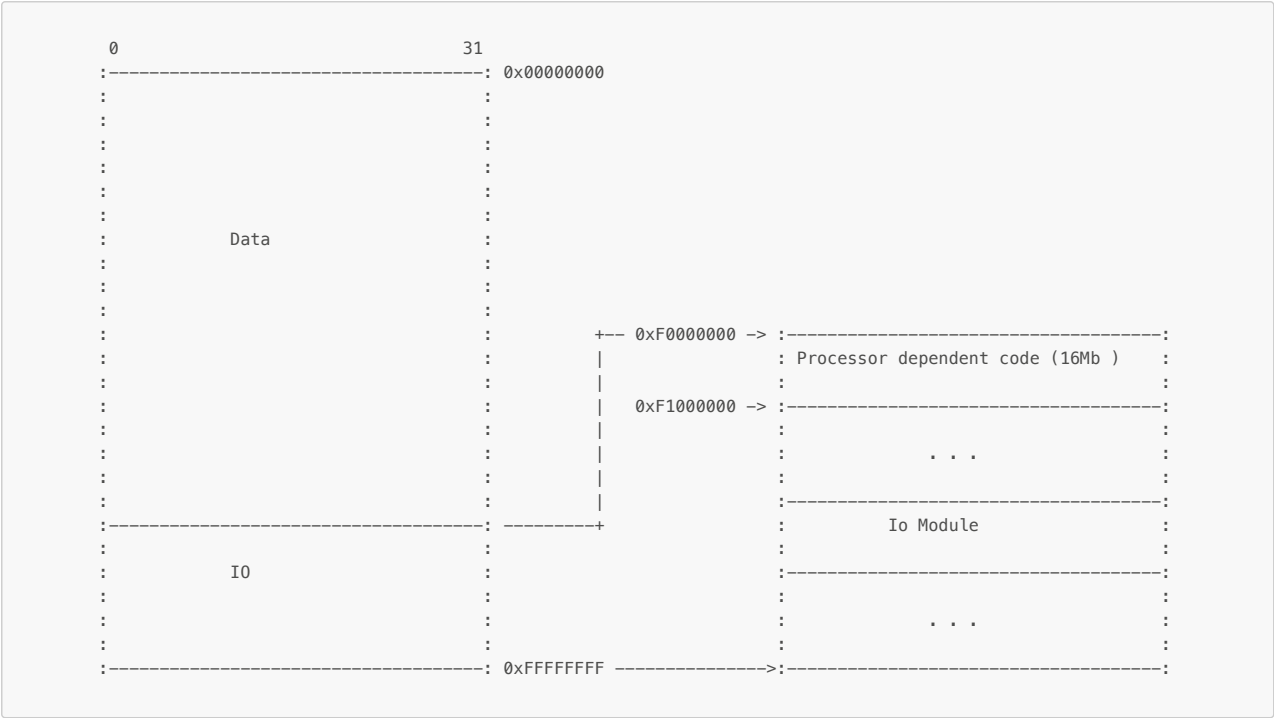 0 31
:-------------------------------------: 0x00000000
: :
: :
: :
: :
: :
: :
: Data :
: :
: :
: :
: : +-- 0xF0000000 -> :-------------------------------------:
: : | : Processor dependent code (16Mb ) :
: : | : :
: : | 0xF1000000 -> :-------------------------------------:
: : | : :
: : | : . . . :
: : | : :
: : | :-------------------------------------:
:-------------------------------------: ---------+ : Io Module :
: : : :
: IO : :-------------------------------------:
: : : :
: : : . . . :
: : : :
:-------------------------------------: 0xFFFFFFFF --------------->:-------------------------------------: